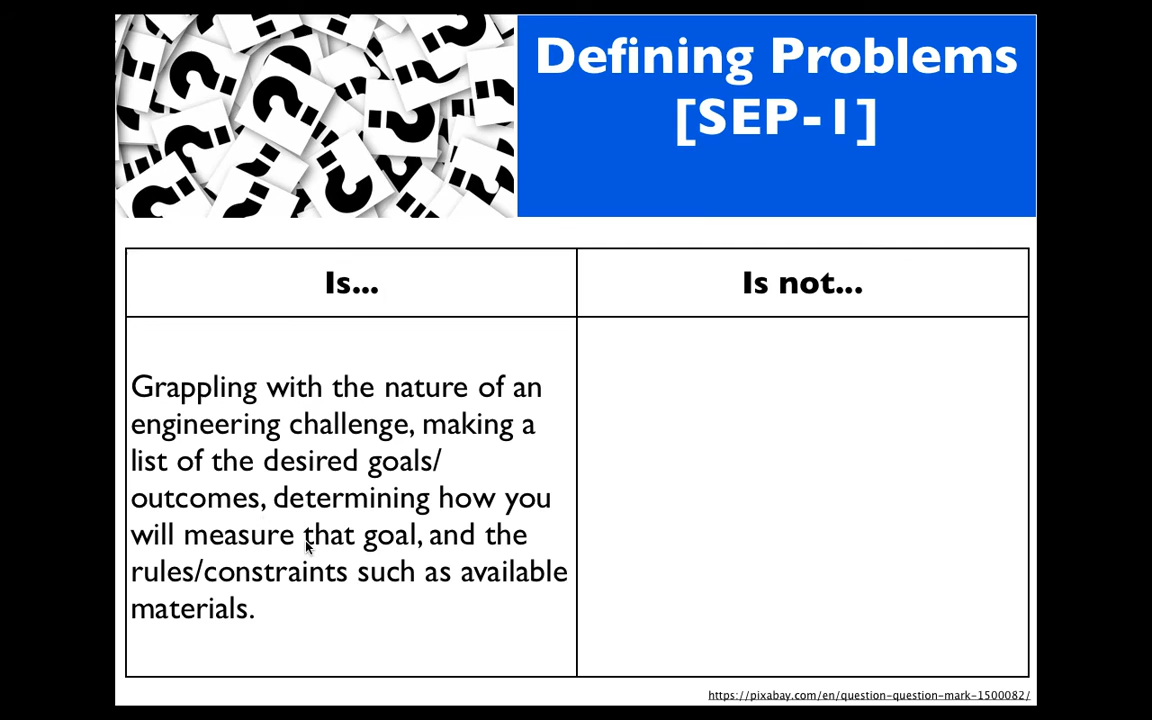 Defining Problems
[SEP-1]
Is...
Is not...
Grappling with the nature of an
engineering challenge, making a
list of the desired goals/
outcomes, determining how you
will measure that goal, and the
rules/constraints such as available
materials.
https://pixabay.com/en/question-question-mark-1500082/